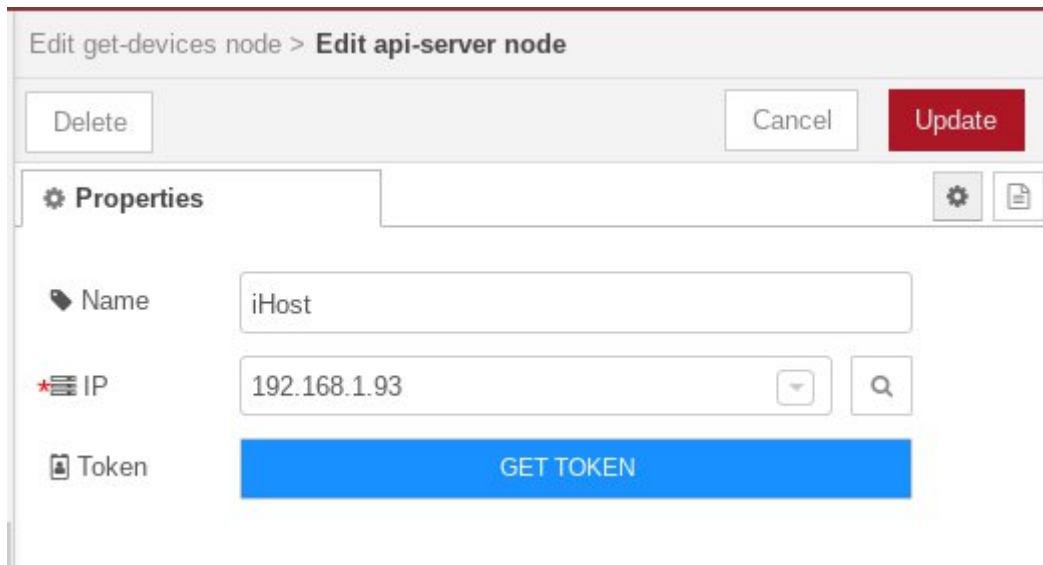 Edit get-devices node > Edit api-server node
Delete Cancel Update
Properties
Name iHost
*IP 192.168.1.93
Token GET TOKEN